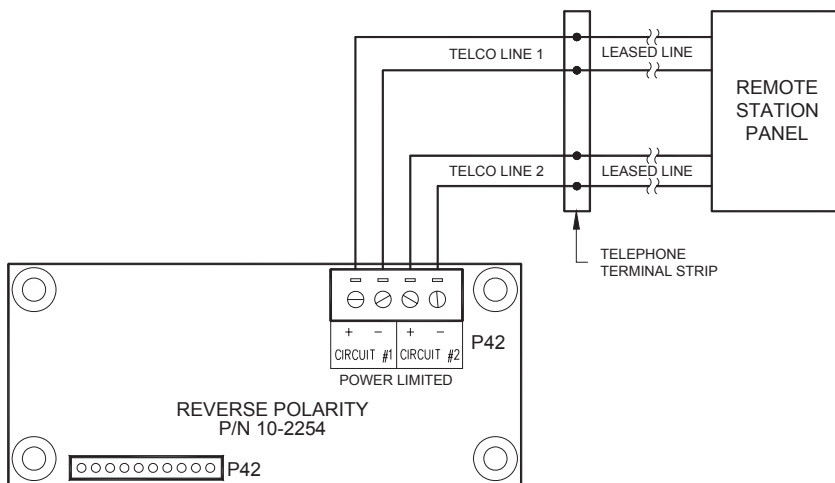 TELCO LINE 1
LEASED LINE
REMOTE
STATION
PANEL
TELCO LINE 2
LEASED LINE
TELEPHONE
TERMINAL STRIP
+ − + −
P42
CIRCUIT #1 CIRCUIT #2
POWER LIMITED
REVERSE POLARITY
P/N 10-2254
P42